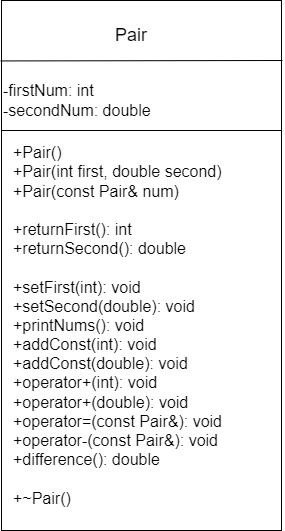 Pair
-firstNum: int
-secondNum: double
+Pair()
+Pair(int first, double second)
+Pair(const Pair& num)
+returnFirst(): int
+returnSecond(): double
+setFirst(int): void
+setSecond(double): void
+printNums(): void
+addConst(int): void
+addConst(double): void
+operator+(int): void
+operator+(double): void
+operator=(const Pair&): void
+operator-(const Pair&): void
+difference(): double
+~Pair()